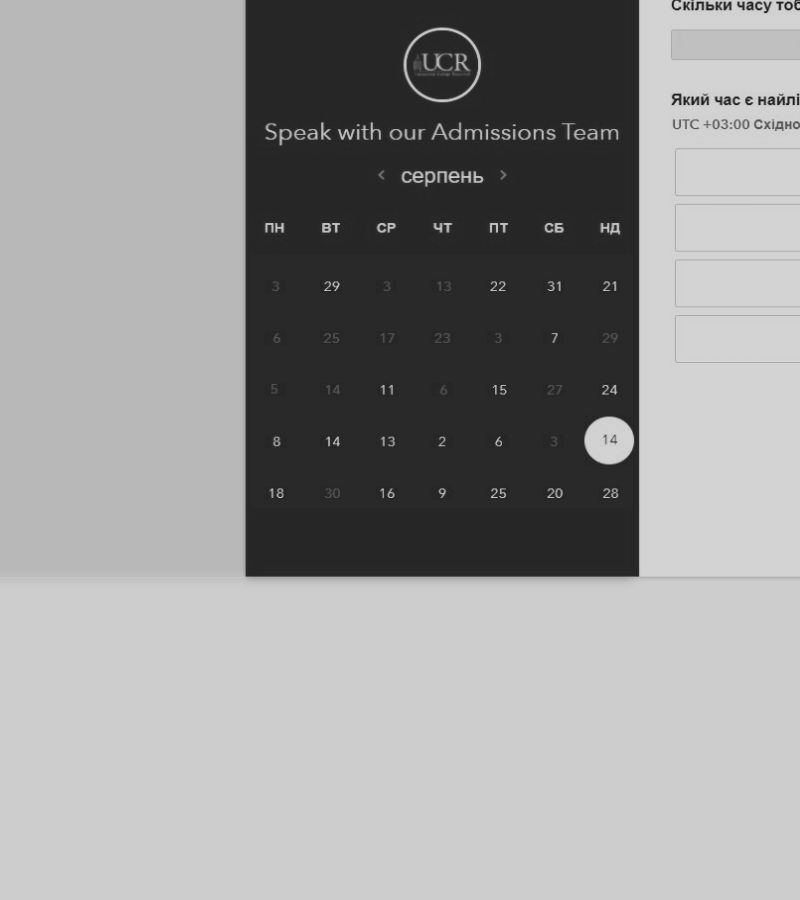 Скільки часу тоб
UCR
Speak with our Admissions Team
серпень
ПН ВТ СР ЧТ ПТ СБ НД
3 29 3 13 22 31 21
6 25 17 23 3 7 29
5 14 11 6 15 27 24
8 14 13 2 6 3 14
18 30 16 9 25 20 28
Який час є найлі
UTC +03:00 Східно